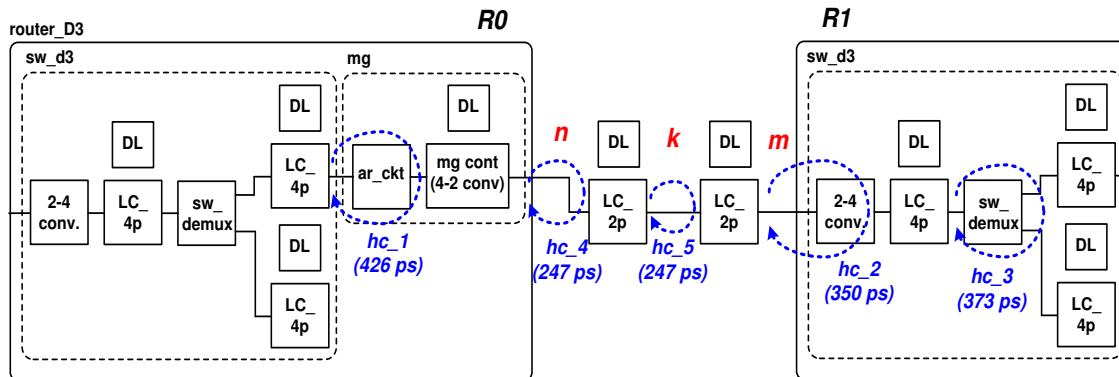 R0
R1
router_D3
sw_d3
mg
sw_d3
DL
DL
DL
DL
DL
DL
DL
n
k
m
LC_
4p
ar_ckt
mg cont
(4-2 conv)
LC_
4p
2-4
conv.
LC_
4p
sw_
demux
LC_
2p
LC_
2p
2-4
conv.
LC_
4p
sw_
demux
DL
DL
hc_1
(426 ps)
hc_4
(247 ps)
hc_5
(247 ps)
hc_2
(350 ps)
hc_3
(373 ps)
LC_
4p
LC_
4p